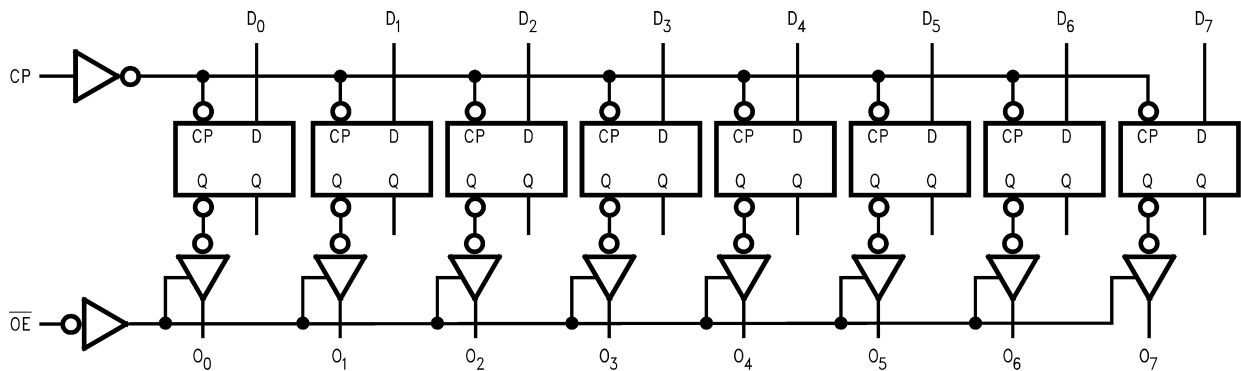 D₀ D₁ D₂ D₃ D₄ D₅ D₆ D₇
CP
CP D CP D CP D CP D CP D CP D CP D CP D
Q Q Q Q Q Q Q Q Q Q Q Q Q Q Q Q
O̅E̅
O₀ O₁ O₂ O₃ O₄ O₅ O₆ O₇